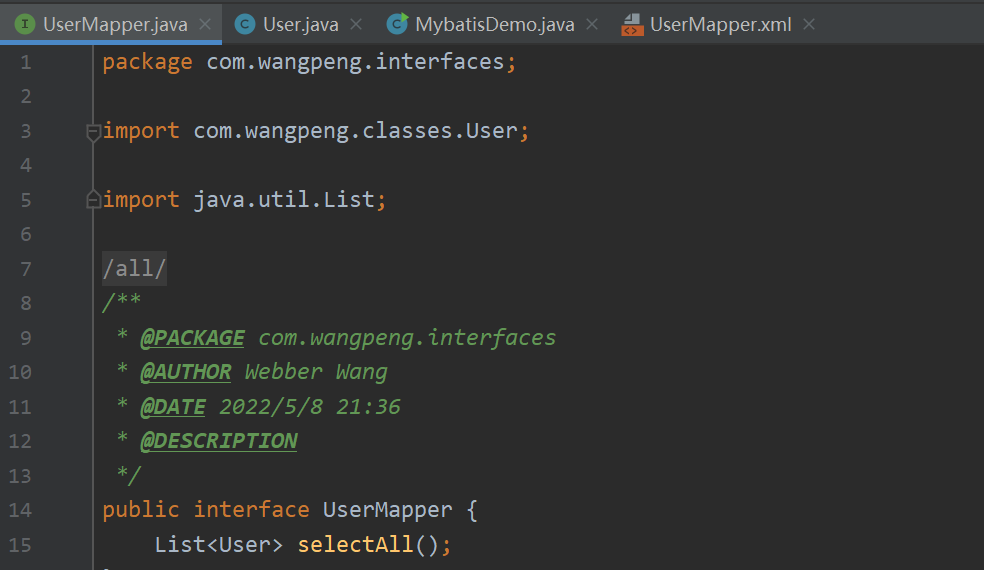 UserMapper.java User.java MybatisDemo.java UserMapper.xml
1 package com.wangpeng.interfaces;
2
3 import com.wangpeng.classes.User;
4
5 import java.util.List;
6
7 /all/
8 /**
9 * @PACKAGE com.wangpeng.interfaces
10 * @AUTHOR Webber Wang
11 * @DATE 2022/5/8 21:36
12 * @DESCRIPTION
13 */
14 public interface UserMapper {
15 List<User> selectAll();